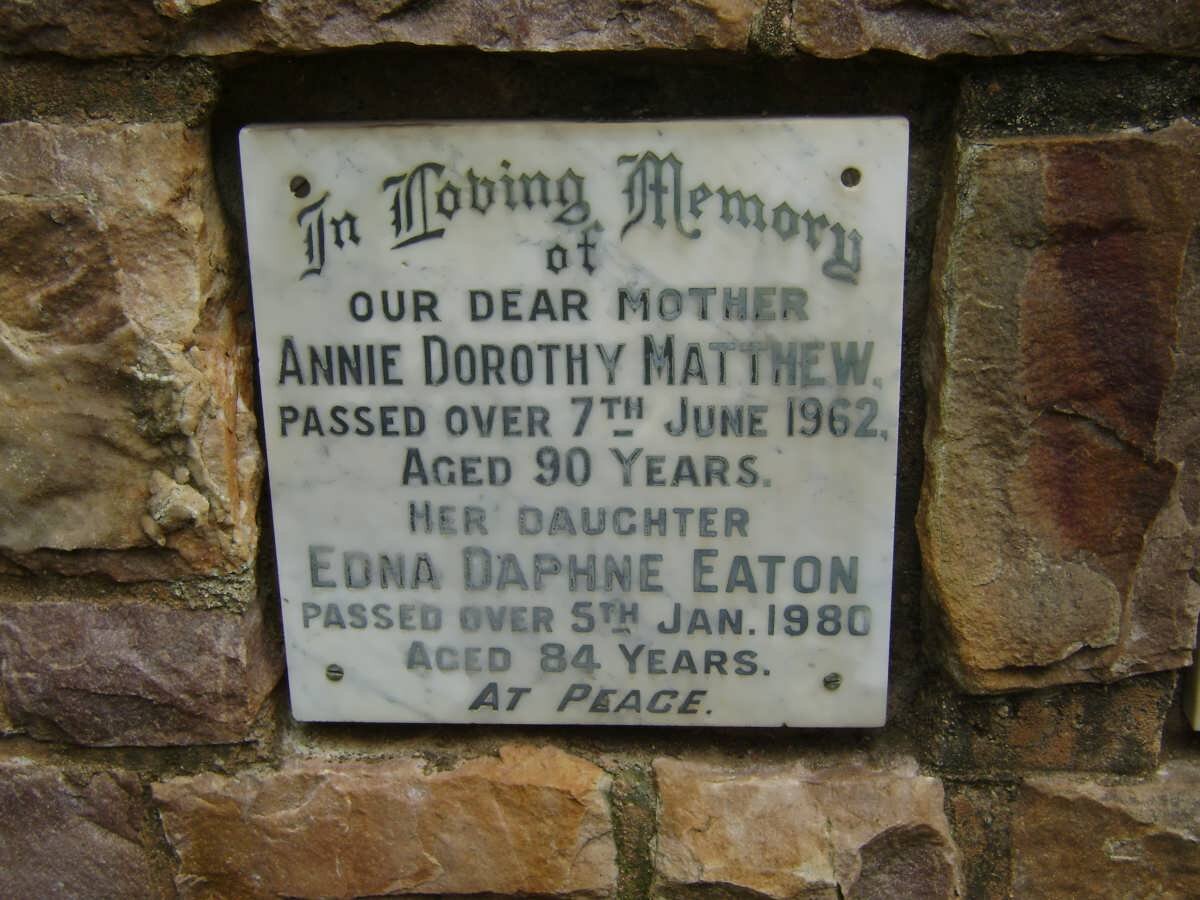 In Loving Memory
of
OUR DEAR MOTHER
ANNIE DOROTHY MATTHEW.
PASSED OVER 7TH JUNE 1962,
AGED 90 YEARS.
HER DAUGHTER
EDNA DAPHNE EATON
PASSED OVER 5TH JAN. 1980
AGED 84 YEARS.
AT PEACE.